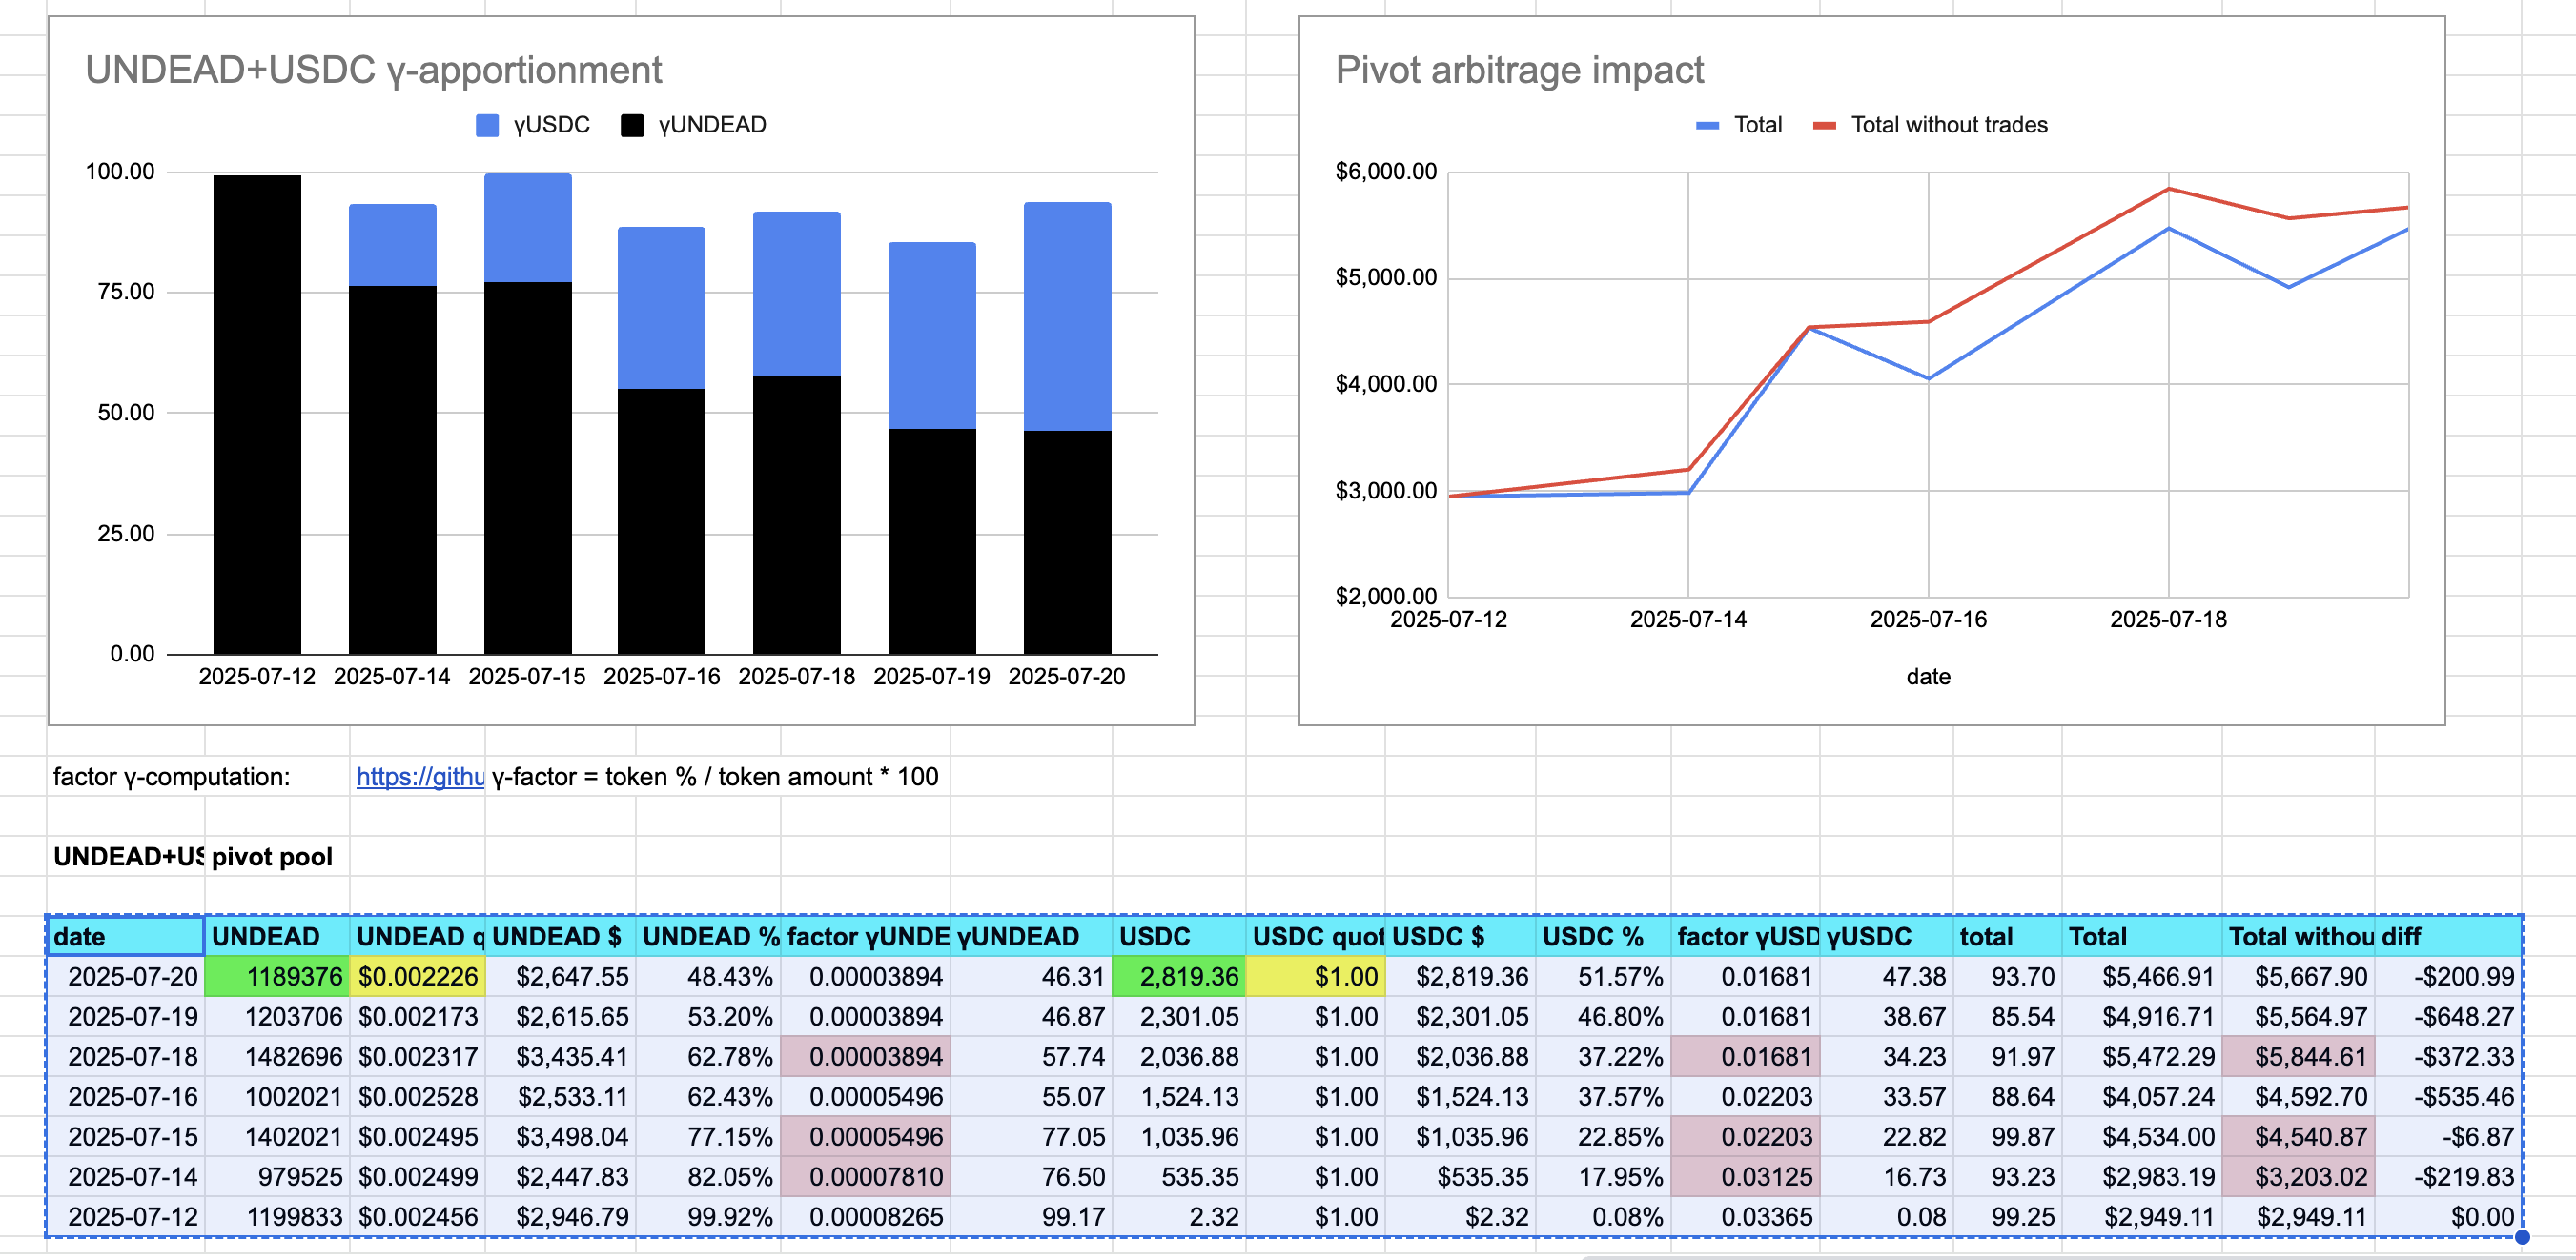 UNDEAD+USDC γ-apportionment
γUSDC γUNDEAD
100.00
75.00
50.00
25.00
0.00
2025-07-12 2025-07-14 2025-07-15 2025-07-16 2025-07-18 2025-07-19 2025-07-20
Pivot arbitrage impact
Total Total without trades
$6,000.00
$5,000.00
$4,000.00
$3,000.00
$2,000.00
2025-07-12 2025-07-14 2025-07-16 2025-07-18
date
factor γ-computation: https://githu γ-factor = token % / token amount * 100
UNDEAD+US pivot pool
date UNDEAD UNDEAD q UNDEAD $ UNDEAD % factor γUNDE γUNDEAD USDC USDC quot USDC $ USDC % factor γUSD γUSDC total Total Total withou diff
2025-07-20 1189376 $0.002226 $2,647.55 48.43% 0.00003894 46.31 2,819.36 $1.00 $2,819.36 51.57% 0.01681 47.38 93.70 $5,466.91 $5,667.90 -$200.99
2025-07-19 1203706 $0.002173 $2,615.65 53.20% 0.00003894 46.87 2,301.05 $1.00 $2,301.05 46.80% 0.01681 38.67 85.54 $4,916.71 $5,564.97 -$648.27
2025-07-18 1482696 $0.002317 $3,435.41 62.78% 0.00003894 57.74 2,036.88 $1.00 $2,036.88 37.22% 0.01681 34.23 91.97 $5,472.29 $5,844.61 -$372.33
2025-07-16 1002021 $0.002528 $2,533.11 62.43% 0.00005496 55.07 1,524.13 $1.00 $1,524.13 37.57% 0.02203 33.57 88.64 $4,057.24 $4,592.70 -$535.46
2025-07-15 1402021 $0.002495 $3,498.04 77.15% 0.00005496 77.05 1,035.96 $1.00 $1,035.96 22.85% 0.02203 22.82 99.87 $4,534.00 $4,540.87 -$6.87
2025-07-14 979525 $0.002499 $2,447.83 82.05% 0.00007810 76.50 535.35 $1.00 $535.35 17.95% 0.03125 16.73 93.23 $2,983.19 $3,203.02 -$219.83
2025-07-12 1199833 $0.002456 $2,946.79 99.92% 0.00008265 99.17 2.32 $1.00 $2.32 0.08% 0.03365 0.08 99.25 $2,949.11 $2,949.11 $0.00